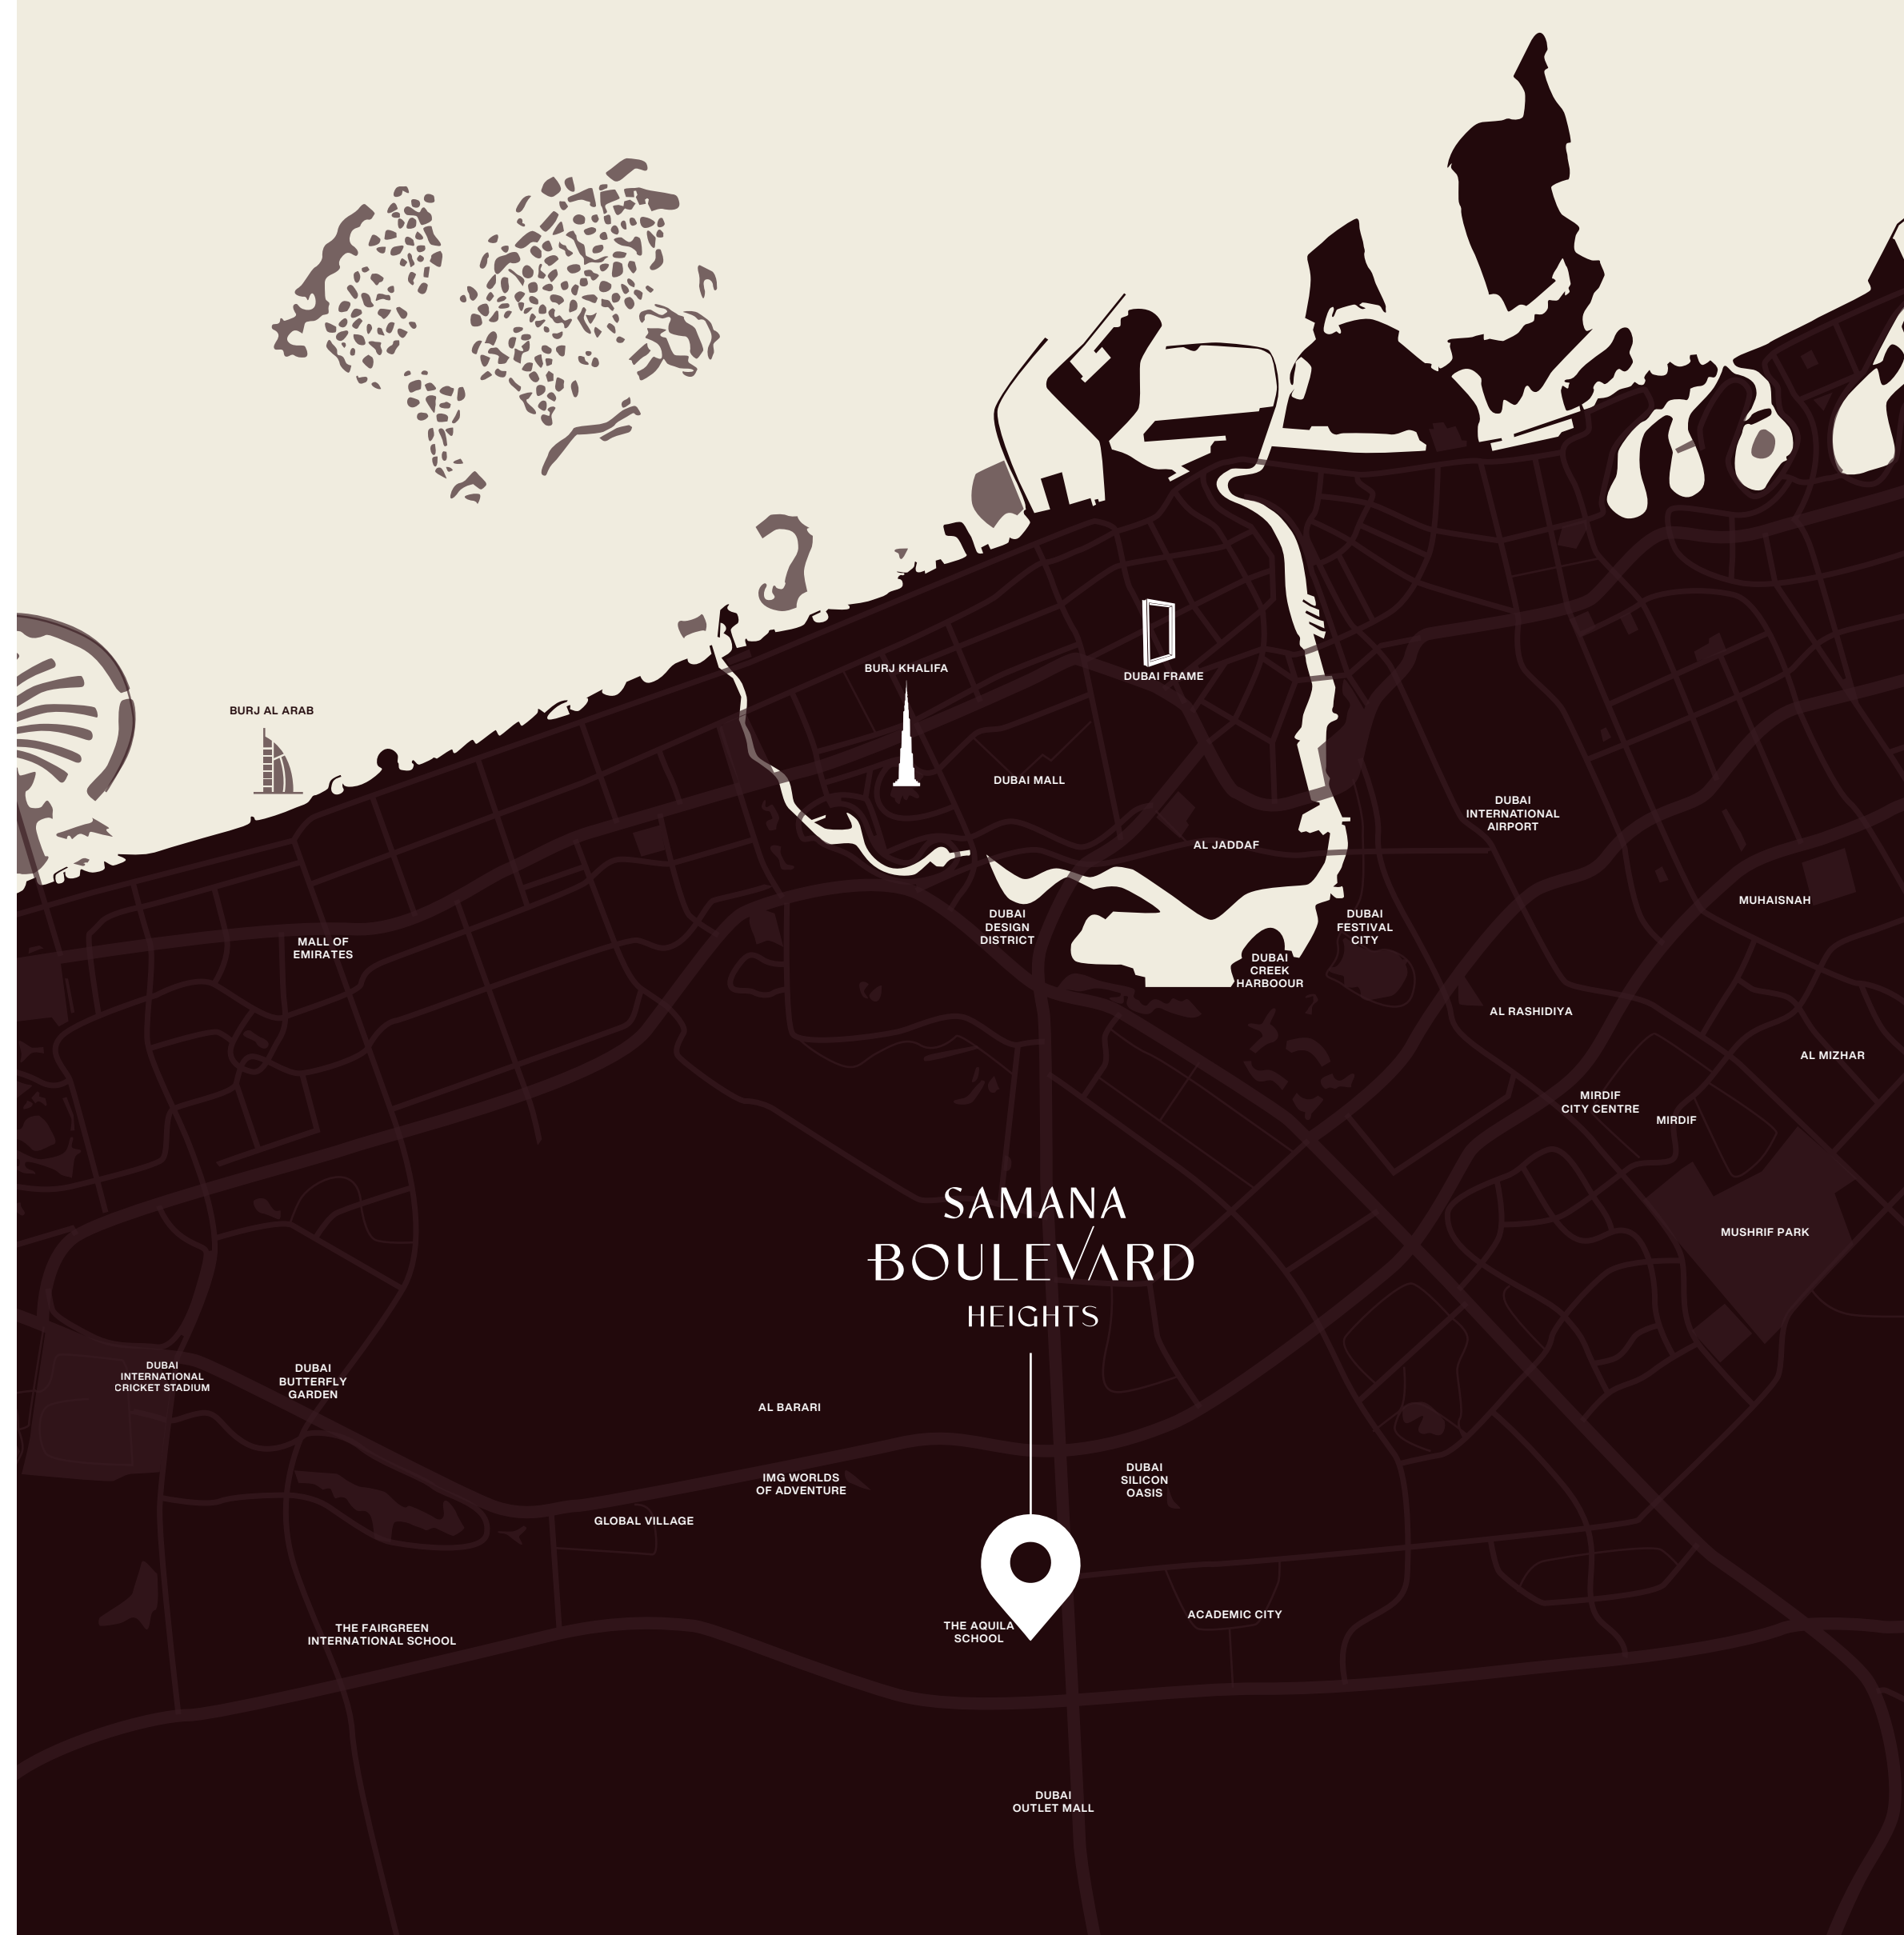 BURJ KHALIFA
DUBAI FRAME
BURJ AL ARAB
DUBAI MALL
DUBAI
INTERNATIONAL
AIRPORT
AL JADDAF
MUHAISNAH
DUBAI
DESIGN
DISTRICT
DUBAI
FESTIVAL
CITY
MALL OF
EMIRATES
DUBAI
CREEK
HARBOOUR
AL RASHIDIYA
AL MIZHAR
MIRDIF
CITY CENTRE
MIRDIF
SAMANA
BOULEVARD
HEIGHTS
MUSHRIF PARK
DUBAI
INTERNATIONAL
CRICKET STADIUM
DUBAI
BUTTERFLY
GARDEN
AL BARARI
IMG WORLDS
OF ADVENTURE
DUBAI
SILICON
OASIS
GLOBAL VILLAGE
THE FAIRGREEN
INTERNATIONAL SCHOOL
THE AQUILA
SCHOOL
ACADEMIC CITY
DUBAI
OUTLET MALL